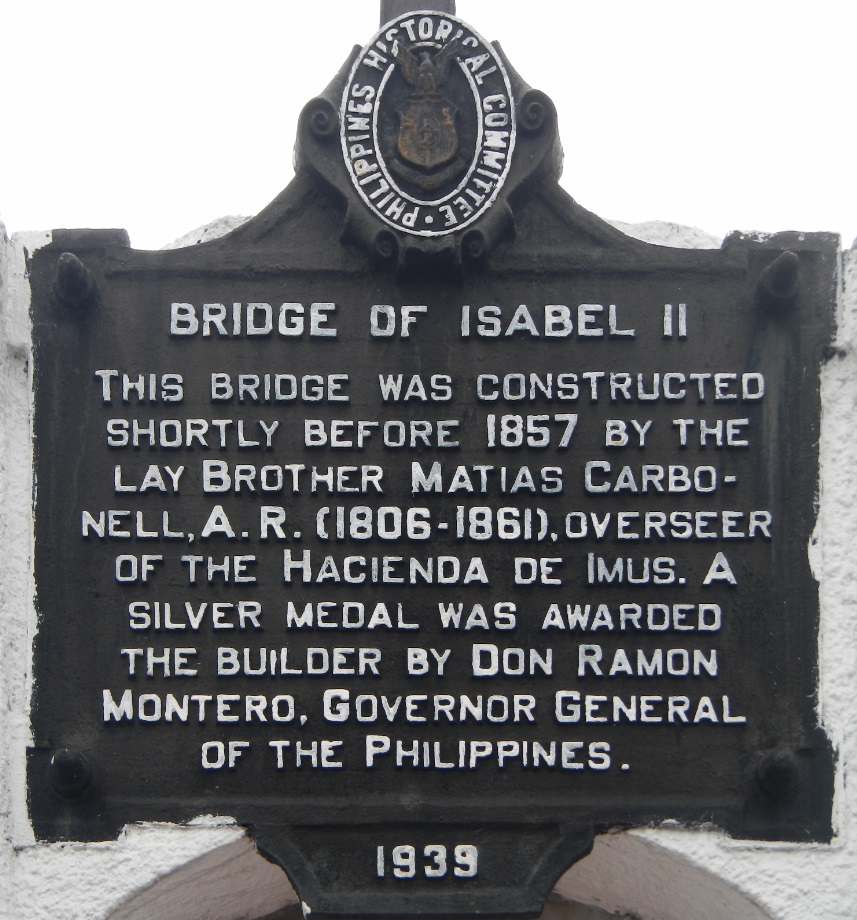 PHILIPPINES HISTORICAL COMMITTEE •
BRIDGE OF ISABEL II
THIS BRIDGE WAS CONSTRUCTED
SHORTLY BEFORE 1857 BY THE
LAY BROTHER MATIAS CARBO-
NELL, A.R. (1806-1861), OVERSEER
OF THE HACIENDA DE IMUS. A
SILVER MEDAL WAS AWARDED
THE BUILDER BY DON RAMON
MONTERO, GOVERNOR GENERAL
OF THE PHILIPPINES.
1939